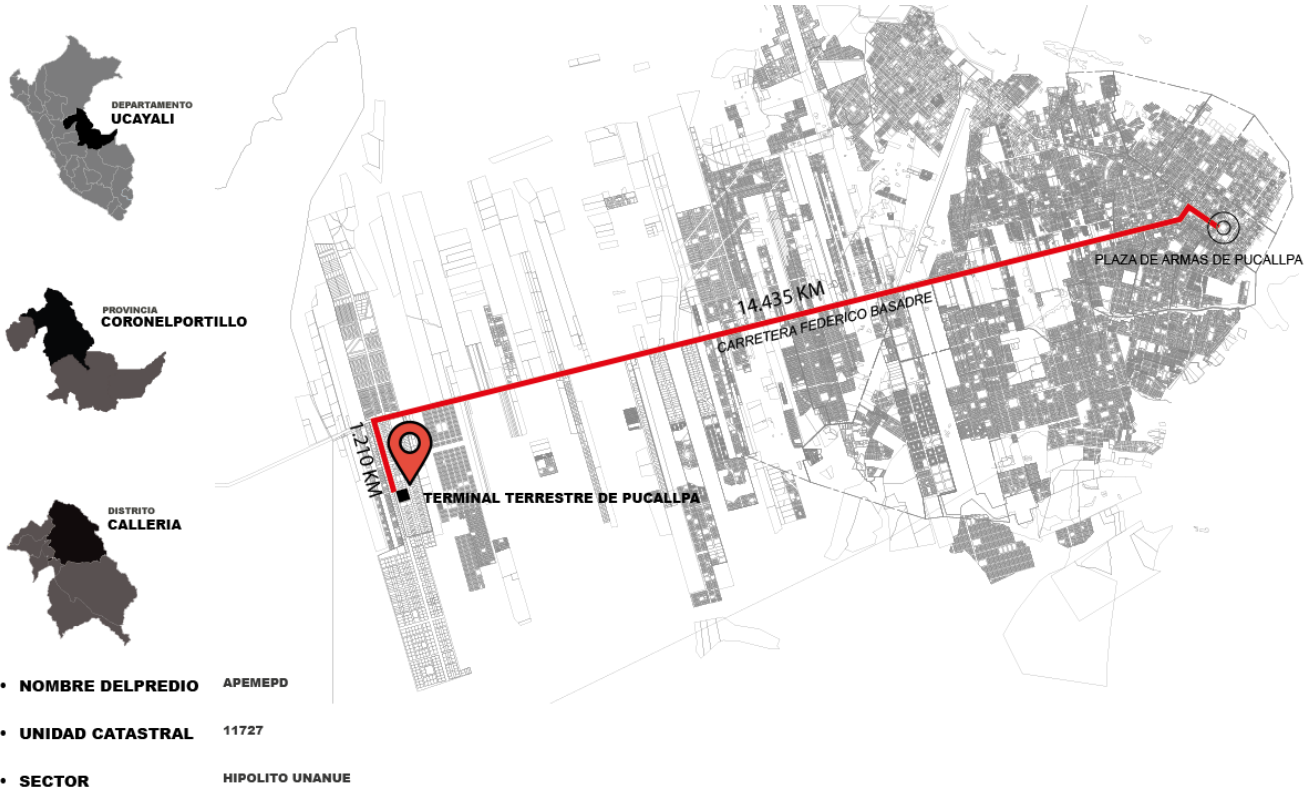 DEPARTAMENTO
UCAYALI
PROVINCIA
CORONELPORTILLO
DISTRITO
CALLERIA
14.435 KM
CARRETERA FEDERICO BASADRE
PLAZA DE ARMAS DE PUCALLPA
1.210 KM
TERMINAL TERRESTRE DE PUCALLPA
• NOMBRE DELPREDIO APEMEPD
• UNIDAD CATASTRAL 11727
• SECTOR HIPOLITO UNANUE